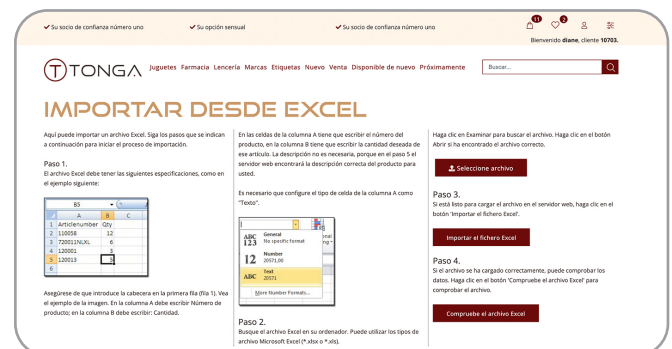 ✔ Su socio de confianza número uno
✔ Su opción sensual
✔ Su socio de confianza número uno
11
2
Bienvenido diane, cliente 10703.
TONGA
Juguetes Farmacia Lencería Marcas Etiquetas Nuevo Venta Disponible de nuevo Próximamente
Buscar...
IMPORTAR DESDE EXCEL
Aquí puede importar un archivo Excel. Siga los pasos que se indican
a continuación para iniciar el proceso de importación.
Paso 1.
El archivo Excel debe tener las siguientes especificaciones, como en
el ejemplo siguiente:
B5
A B C
1 Articlenumber Qty
2 110058 12
3 720011NLXL 6
4 120001 3
5 120013 3
6
Asegúrese de que introduce la cabecera en la primera fila (fila 1). Vea
el ejemplo de la imagen. En la columna A debe escribir Número de
producto; en la columna B debe escribir: Cantidad.
En las celdas de la columna A tiene que escribir el número del
producto, en la columna B tiene que escribir la cantidad deseada de
ese artículo. La descripción no es necesaria, porque en el paso 5 el
servidor web encontrará la descripción correcta del producto para
usted.
Es necesario que configure el tipo de celda de la columna A como
"Texto".
ABC 123
General
No specific format
12
Number
20571,00
ABC
Text
20571
More Number Formats...
Paso 2.
Busque el archivo Excel en su ordenador. Puede utilizar los tipos de
archivo Microsoft Excel (*.xlsx o *.xls).
Haga clic en Examinar para buscar el archivo. Haga clic en el botón
Abrir si ha encontrado el archivo correcto.
Seleccione archivo
Paso 3.
Si está listo para cargar el archivo en el servidor web, haga clic en el
botón 'Importar el fichero Excel'.
Importar el fichero Excel
Paso 4.
Si el archivo se ha cargado correctamente, puede comprobar los
datos. Haga clic en el botón 'Compruebe el archivo Excel' para
comprobar el archivo.
Compruebe el archivo Excel